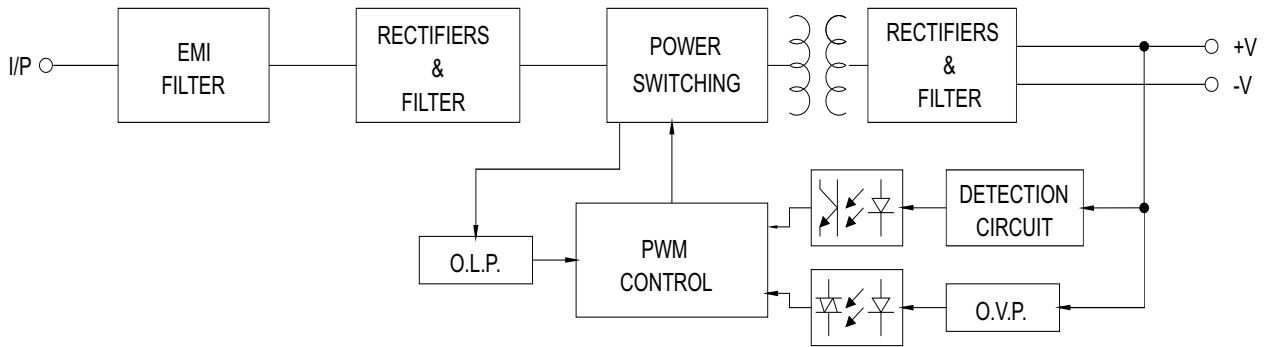 I/P
EMI
FILTER
RECTIFIERS
&
FILTER
POWER
SWITCHING
RECTIFIERS
&
FILTER
+V
-V
O.L.P.
PWM
CONTROL
DETECTION
CIRCUIT
O.V.P.